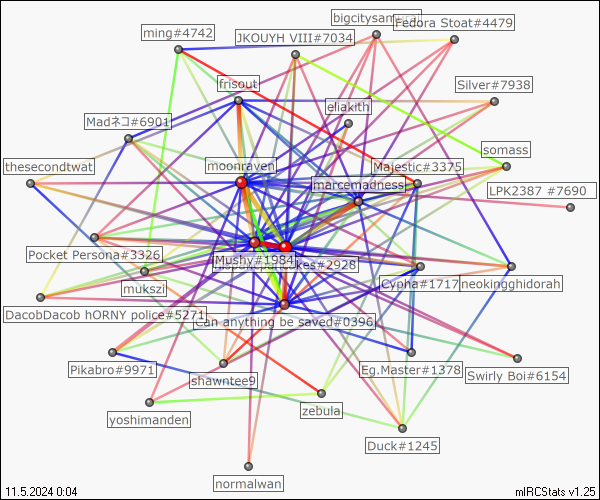 bigcitysamurai
Fedora Stoat#4479
ming#4742
JKOUYH VIII#7034
frisout
Silver#7938
eliakith
Madネコ#6901
somass
thesecondtwat
moonraven
Majestic#3375
marcemadness
LPK2387 #7690
Pocket Persona#3326
Mushy#1984
#2928
mukszi
Cypha#1717
neokingghidorah
DacobDacob hORNY police#5271
Can anything be saved#0396
Pikabro#9971
shawntee9
Eg.Master#1378
Swirly Boi#6154
yoshimanden
zebula
Duck#1245
normalwan
11.5.2024 0:04
mIRCStats v1.25